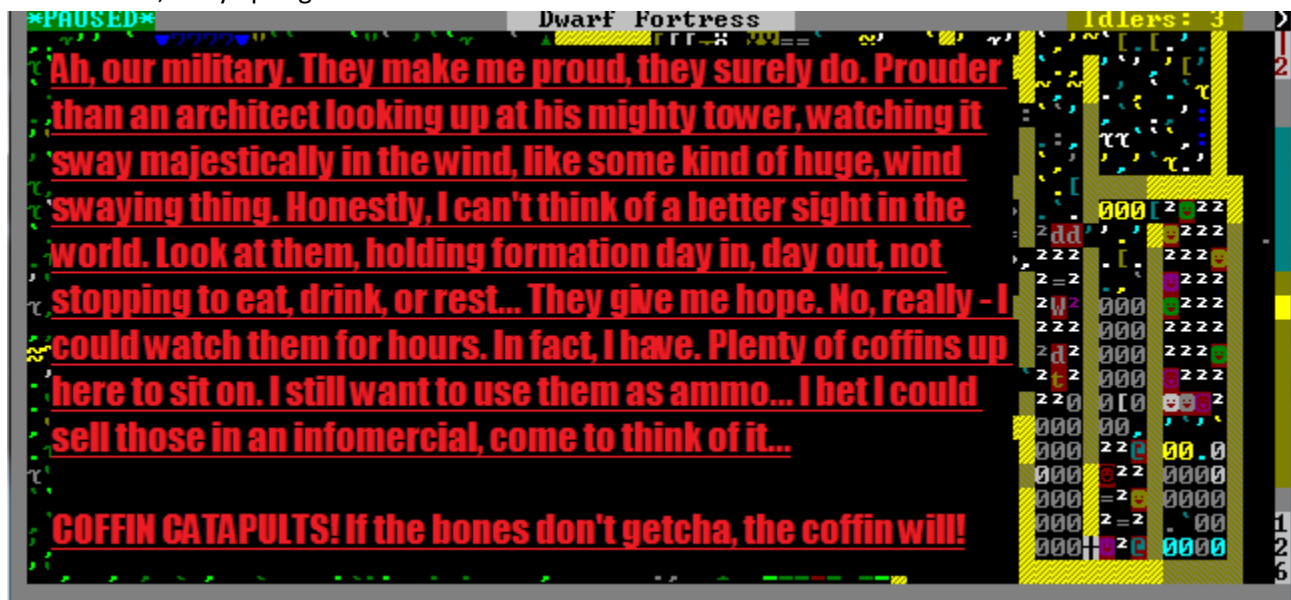 *PAUSED* Dwarf Fortress Idlers: 3
Ah, our military. They make me proud, they surely do. Prouder
than an architect looking up at his mighty tower, watching it
sway majestically in the wind, like some kind of huge, wind
swaying thing. Honestly, I can't think of a better sight in the
world. Look at them, holding formation day in, day out, not
stopping to eat, drink, or rest... They give me hope. No, really - I
could watch them for hours. In fact, I have. Plenty of coffins up
here to sit on. I still want to use them as ammo... I bet I could
sell those in an infomercial, come to think of it...
COFFIN CATAPULTS! If the bones don't getcha, the coffin will!